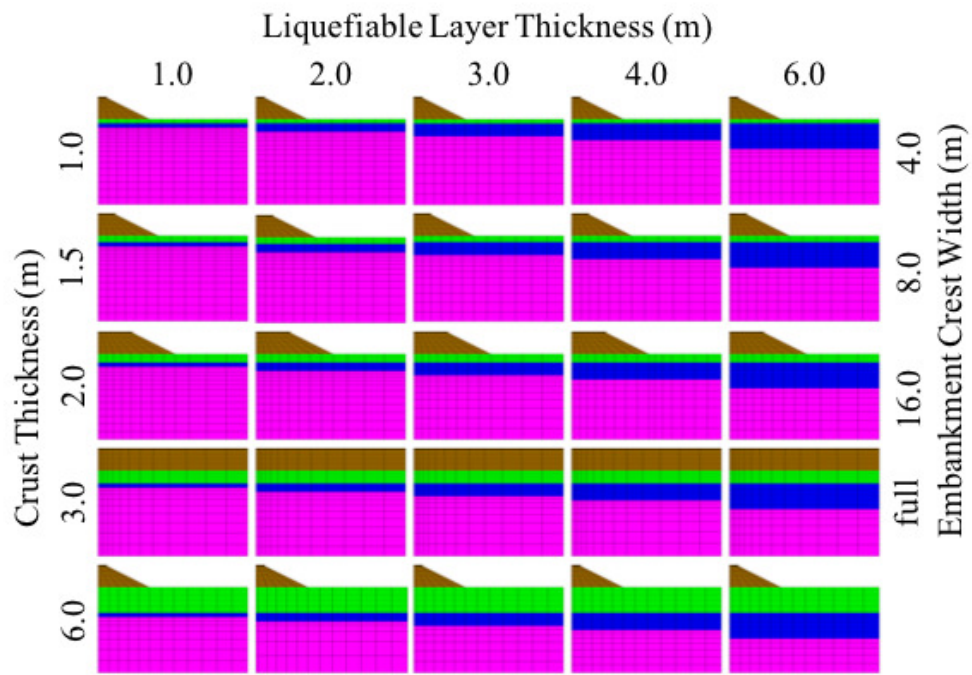 Liquefiable Layer Thickness (m)
1.0 2.0 3.0 4.0 6.0
Crust Thickness (m)
1.0
1.5
2.0
3.0
6.0
4.0
8.0
16.0
full
Embankment Crest Width (m)